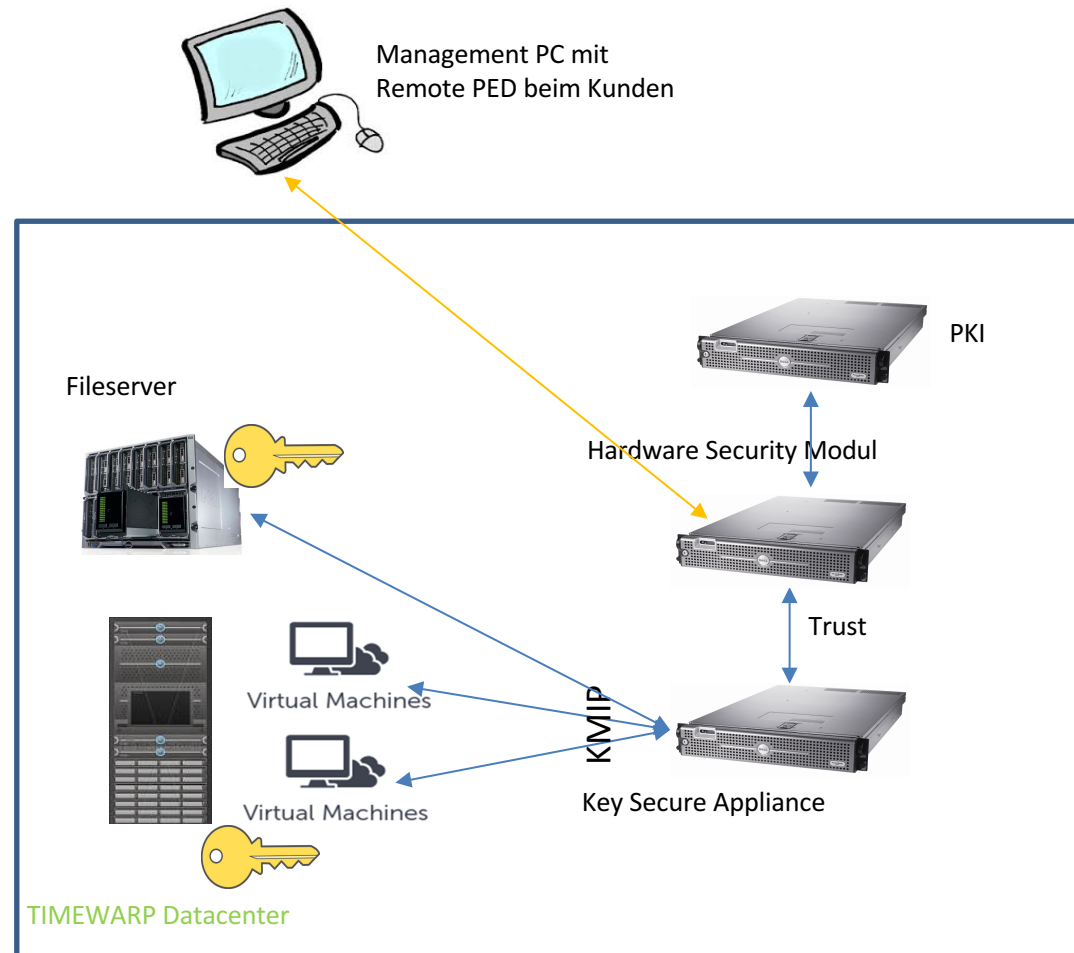 Management PC mit
Remote PED beim Kunden
PKI
Fileserver
Hardware Security Modul
Trust
Virtual Machines
KMIP
Virtual Machines
Key Secure Appliance
TIMEWARP Datacenter